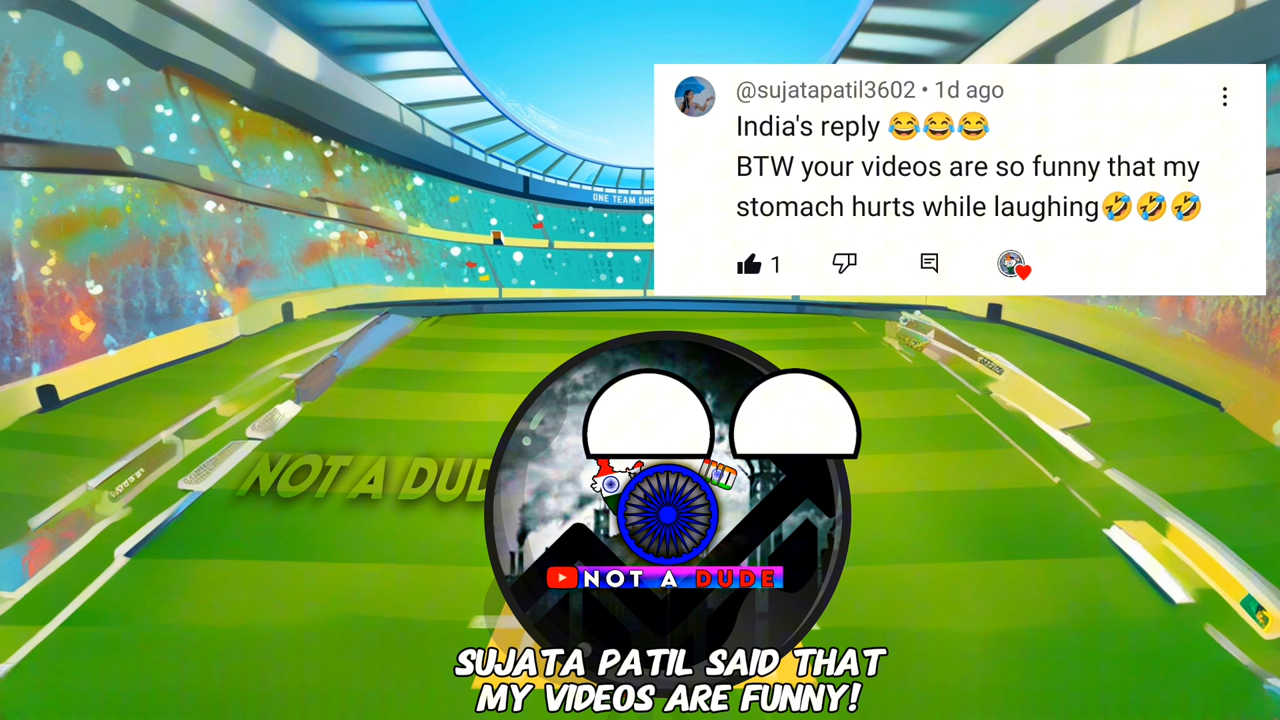 @sujatapatil3602 • 1d ago
India's reply 😂😂😂
BTW your videos are so funny that my
stomach hurts while laughing🤣🤣🤣
1
ONE TEAM ONE
NOT A DUD
IND
NOT A DUDE
SUJATA PATIL SAID THAT
MY VIDEOS ARE FUNNY!